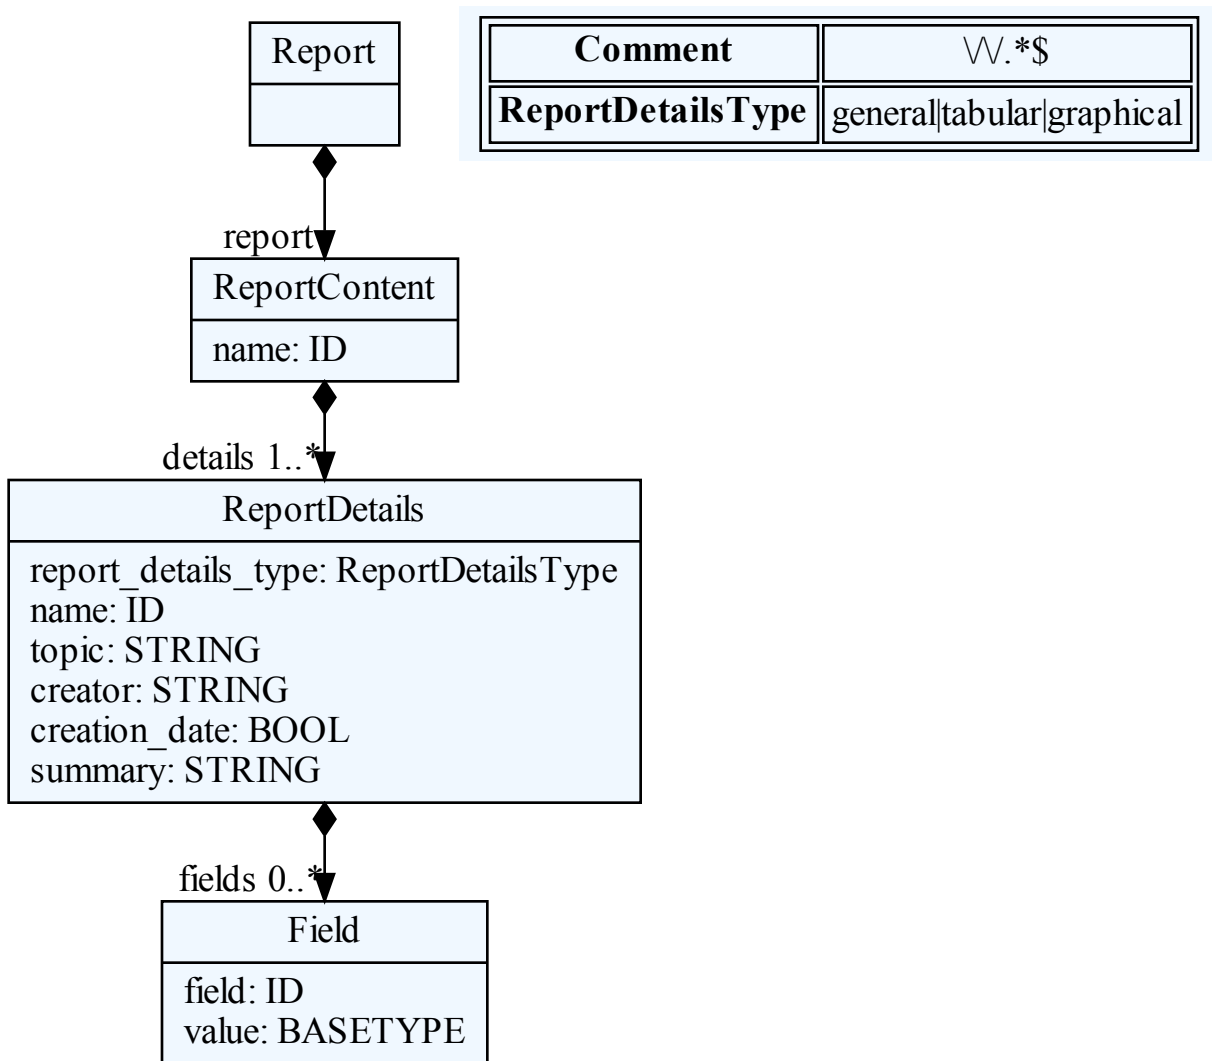 Report
Comment
\/\/.*$
ReportDetailsType
general|tabular|graphical
report
ReportContent
name: ID
details 1..*
ReportDetails
report_details_type: ReportDetailsType
name: ID
topic: STRING
creator: STRING
creation_date: BOOL
summary: STRING
fields 0..*
Field
field: ID
value: BASETYPE